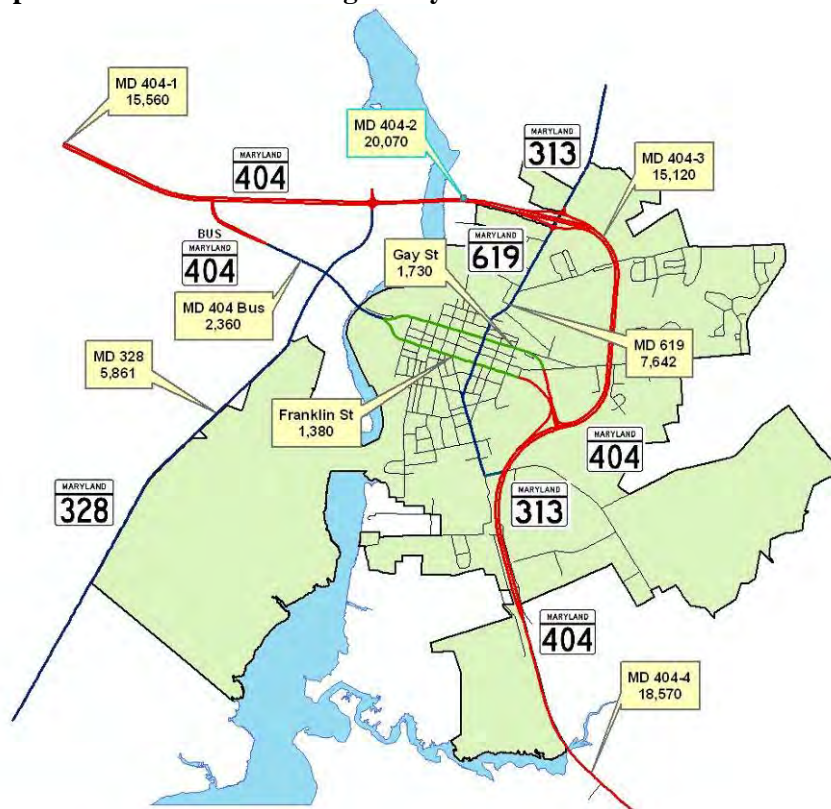 MD 404-1
15,560
MD 404-2
20,070
MARYLAND
313
MD 404-3
15,120
MARYLAND
404
BUS
MARYLAND
404
MARYLAND
619
Gay St
1,730
MD 404 Bus
2,360
MD 619
7,642
MD 328
5,861
Franklin St
1,380
MARYLAND
404
MARYLAND
328
MARYLAND
313
MARYLAND
404
MD 404-4
18,570